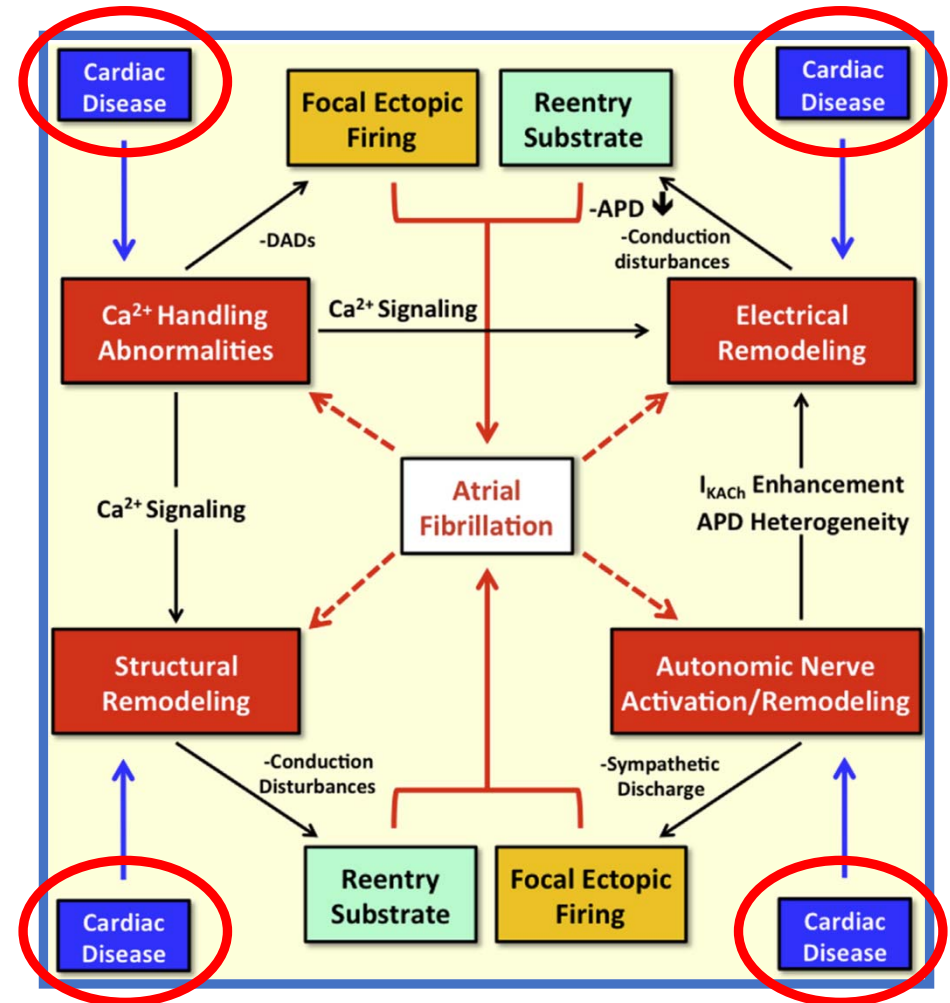 Cardiac
Disease
Focal Ectopic
Firing
Reentry
Substrate
Cardiac
Disease
-DADs
-APD 🡇
-Conduction
disturbances
Ca²⁺ Handling
Abnormalities
Ca²⁺ Signaling
Electrical
Remodeling
Atrial
Fibrillation
Ca²⁺ Signaling
I_KACh Enhancement
APD Heterogeneity
Structural
Remodeling
Autonomic Nerve
Activation/Remodeling
-Conduction
Disturbances
-Sympathetic
Discharge
Reentry
Substrate
Focal Ectopic
Firing
Cardiac
Disease
Cardiac
Disease